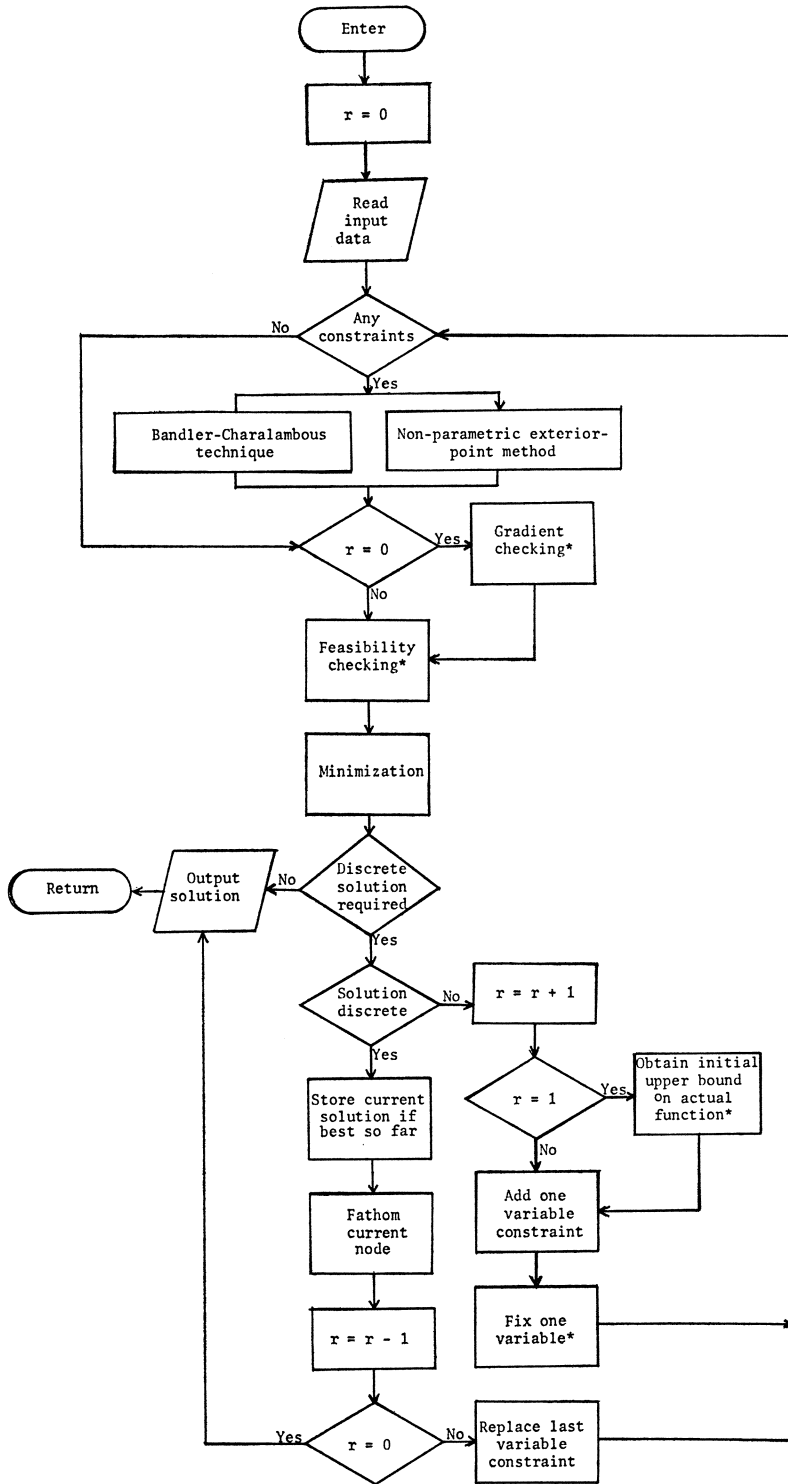 Enter
r = 0
Read
input
data
Any
constraints
No
Yes
Bandler-Charalambous
technique
Non-parametric exterior-
point method
r = 0
Yes
Gradient
checking*
No
Feasibility
checking*
Minimization
Discrete
solution
required
No
Output
solution
Return
Yes
Solution
discrete
No
r = r + 1
Yes
r = 1
Yes
Obtain initial
upper bound
on actual
function*
No
Store current
solution if
best so far
Add one
variable
constraint
Fathom
current
node
Fix one
variable*
r = r - 1
r = 0
Yes
No
Replace last
variable
constraint